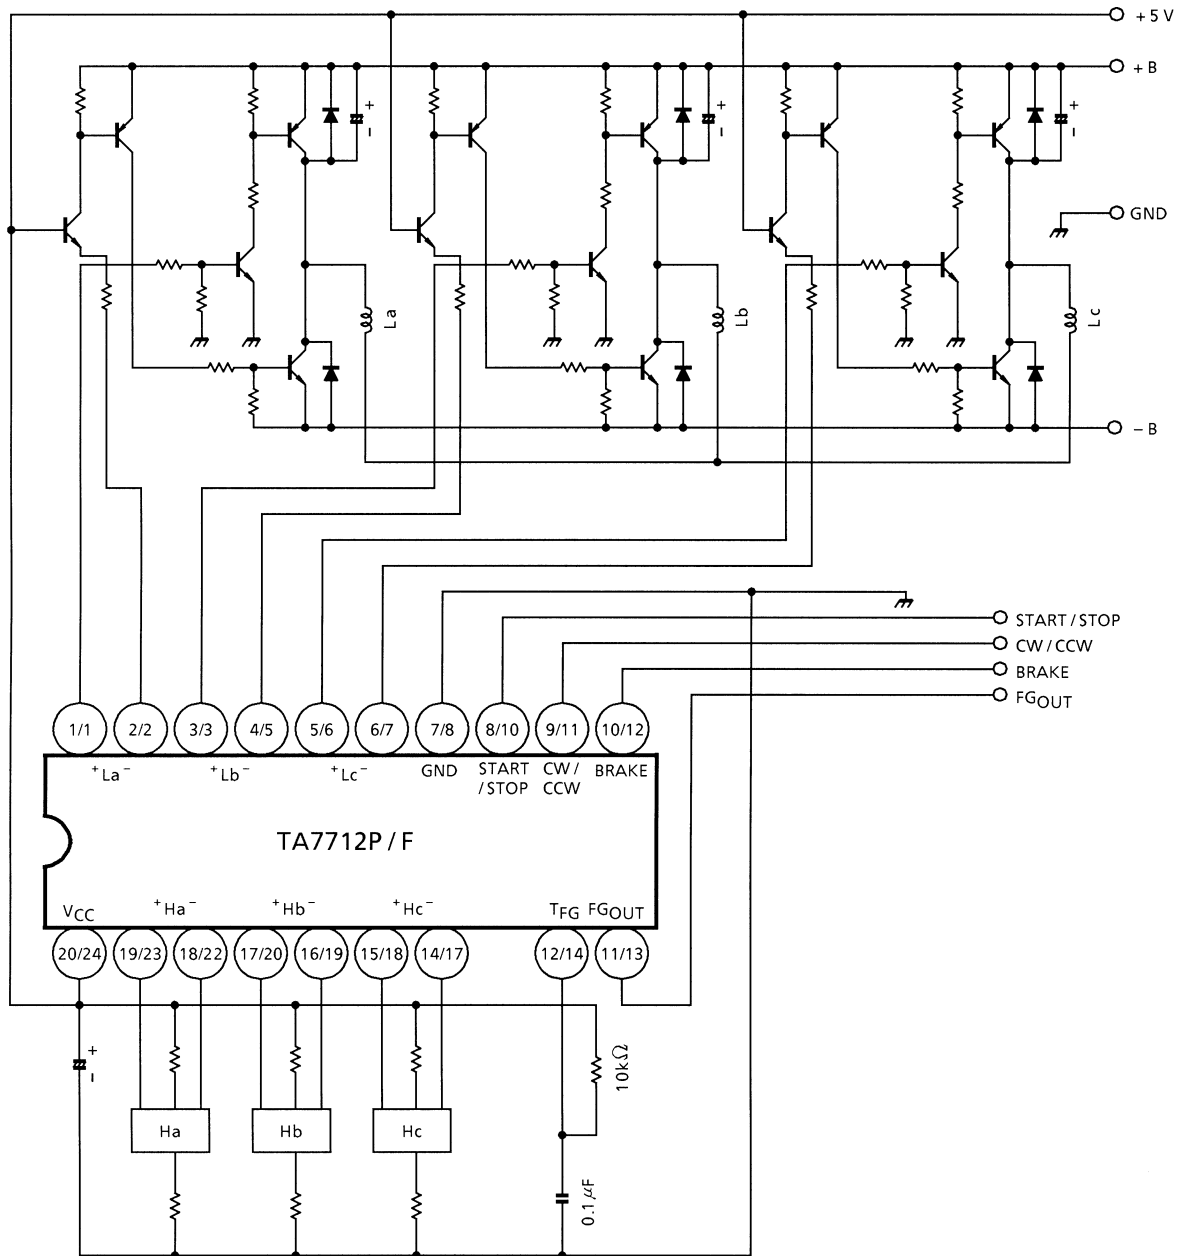 +5 V
+ B
+
−
+
−
+
−
GND
La
Lb
Lc
− B
START / STOP
CW / CCW
BRAKE
FGOUT
1/1
2/2
3/3
4/5
5/6
6/7
7/8
8/10
9/11
10/12
+La−
+Lb−
+Lc−
GND
START
/ STOP
CW /
CCW
BRAKE
TA7712P / F
VCC
+Ha−
+Hb−
+Hc−
TFG
FGOUT
20/24
19/23
18/22
17/20
16/19
15/18
14/17
12/14
11/13
+
−
10kΩ
Ha
Hb
Hc
0.1 μF